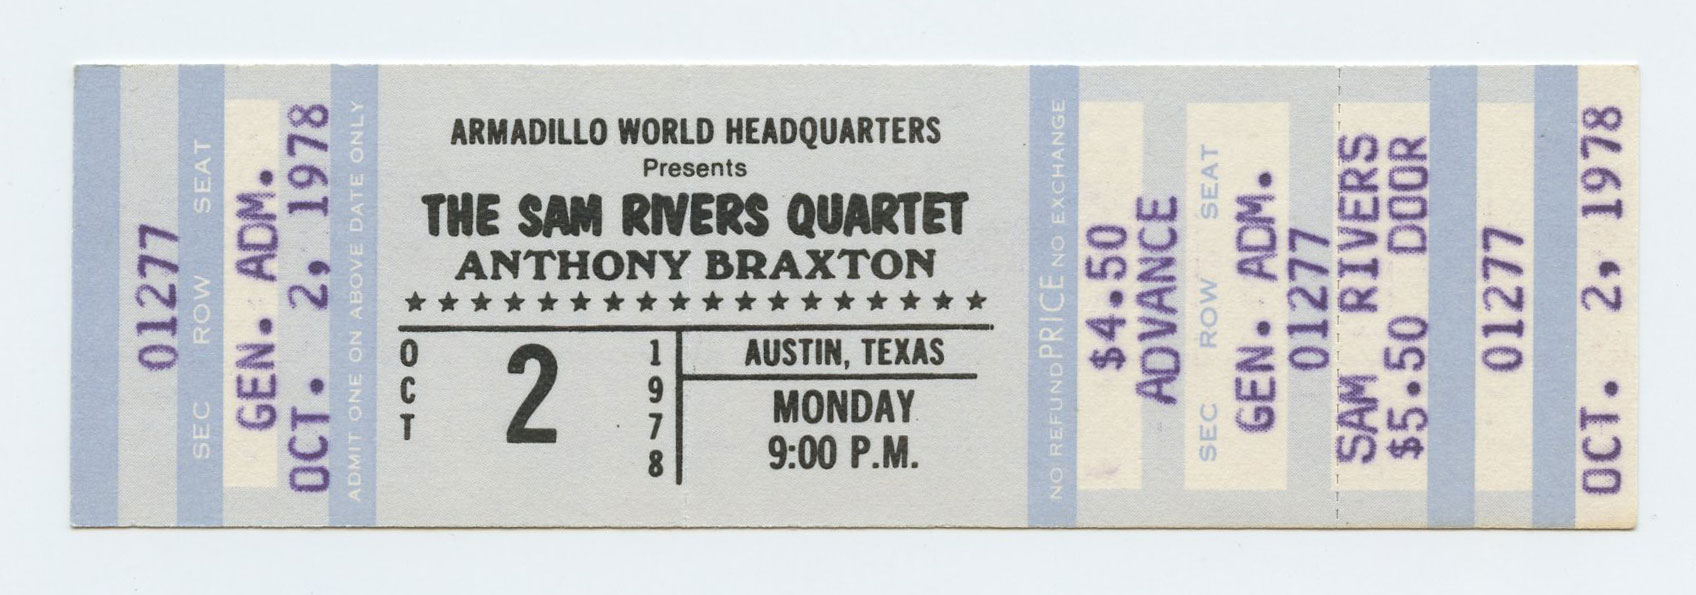 01277
SEC ROW SEAT
GEN. ADM.
OCT. 2, 1978
ADMIT ONE ON ABOVE DATE ONLY
ARMADILLO WORLD HEADQUARTERS
Presents
THE SAM RIVERS QUARTET
ANTHONY BRAXTON
★★★★★★★★★★★★★★★★★★
OCT
2
1978
AUSTIN, TEXAS
MONDAY
9:00 P.M.
NO REFUND PRICE NO EXCHANGE
$4.50
ADVANCE
SEC ROW SEAT
GEN. ADM.
01277
SAM RIVERS
$5.50 DOOR
01277
OCT. 2, 1978